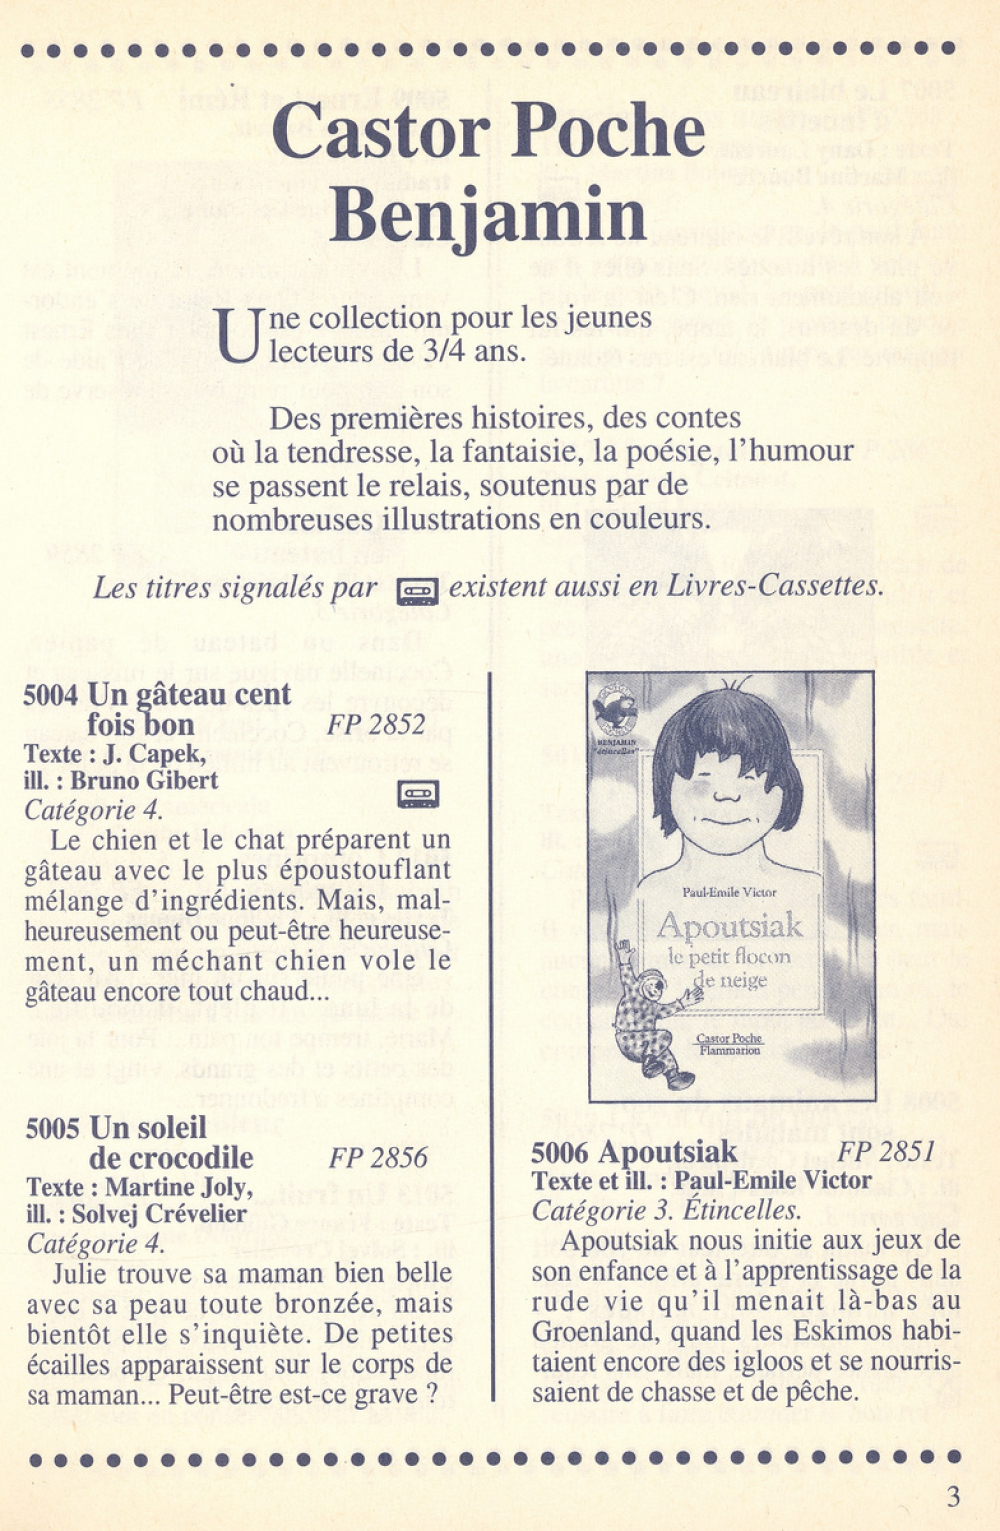 Castor Poche
Benjamin
Une collection pour les jeunes
lecteurs de 3/4 ans.
Des premières histoires, des contes
où la tendresse, la fantaisie, la poésie, l'humour
se passent le relais, soutenus par de
nombreuses illustrations en couleurs.
Les titres signalés par existent aussi en Livres-Cassettes.
5004 Un gâteau cent
fois bon FP 2852
Texte : J. Capek,
ill. : Bruno Gibert
Catégorie 4.
Le chien et le chat préparent un
gâteau avec le plus époustouflant
mélange d'ingrédients. Mais, mal-
heureusement ou peut-être heureuse-
ment, un méchant chien vole le
gâteau encore tout chaud...
5005 Un soleil
de crocodile FP 2856
Texte : Martine Joly,
ill. : Solvej Crévelier
Catégorie 4.
Julie trouve sa maman bien belle
avec sa peau toute bronzée, mais
bientôt elle s'inquiète. De petites
écailles apparaissent sur le corps de
sa maman... Peut-être est-ce grave ?
CASTOR
POCHE
BENJAMIN
"étincelles"
Paul-Emile Victor
Apoutsiak
le petit flocon
de neige
Castor Poche
Flammarion
5006 Apoutsiak FP 2851
Texte et ill. : Paul-Emile Victor
Catégorie 3. Étincelles.
Apoutsiak nous initie aux jeux de
son enfance et à l'apprentissage de la
rude vie qu'il menait là-bas au
Groenland, quand les Eskimos habi-
taient encore des igloos et se nourris-
saient de chasse et de pêche.
3